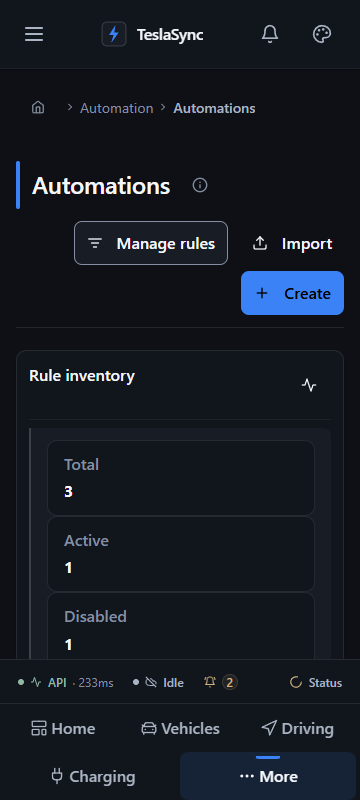 TeslaSync
Automation Automations
Automations
Manage rules Import
Create
Rule inventory
Total
3
Active
1
Disabled
1
API · 233ms Idle 2 Status
Home Vehicles Driving
Charging More